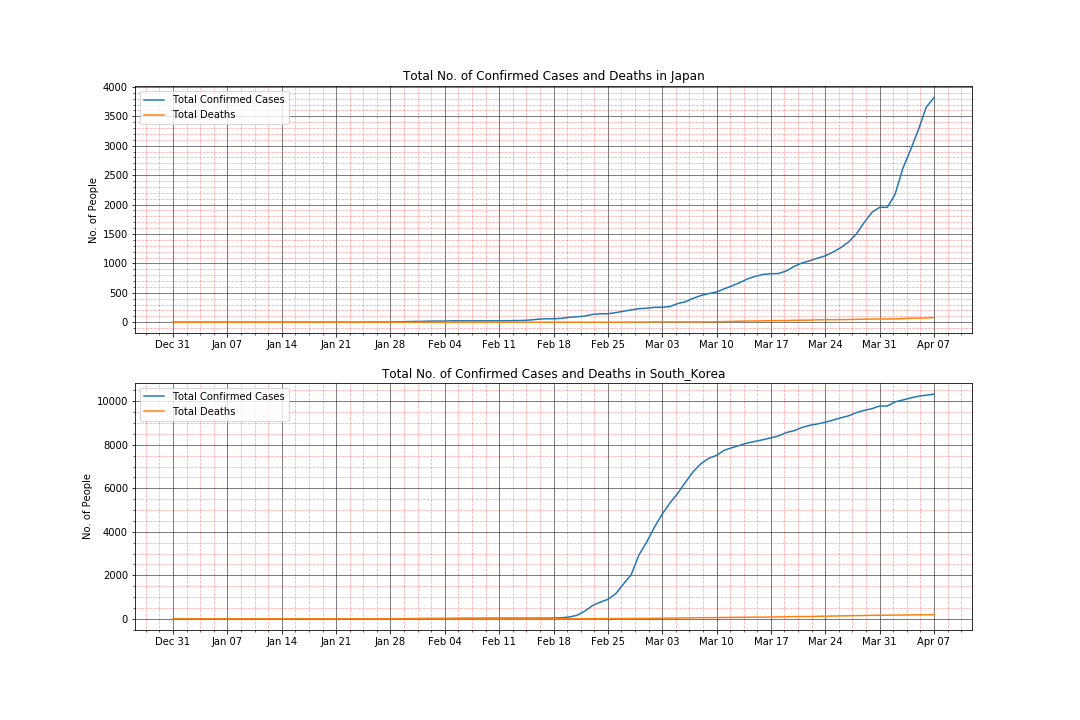 Total No. of Confirmed Cases and Deaths in Japan
4000
3500
3000
2500
2000
1500
1000
500
0
No. of People
Total Confirmed Cases
Total Deaths
Dec 31 Jan 07 Jan 14 Jan 21 Jan 28 Feb 04 Feb 11 Feb 18 Feb 25 Mar 03 Mar 10 Mar 17 Mar 24 Mar 31 Apr 07
Total No. of Confirmed Cases and Deaths in South_Korea
10000
8000
6000
4000
2000
0
No. of People
Total Confirmed Cases
Total Deaths
Dec 31 Jan 07 Jan 14 Jan 21 Jan 28 Feb 04 Feb 11 Feb 18 Feb 25 Mar 03 Mar 10 Mar 17 Mar 24 Mar 31 Apr 07